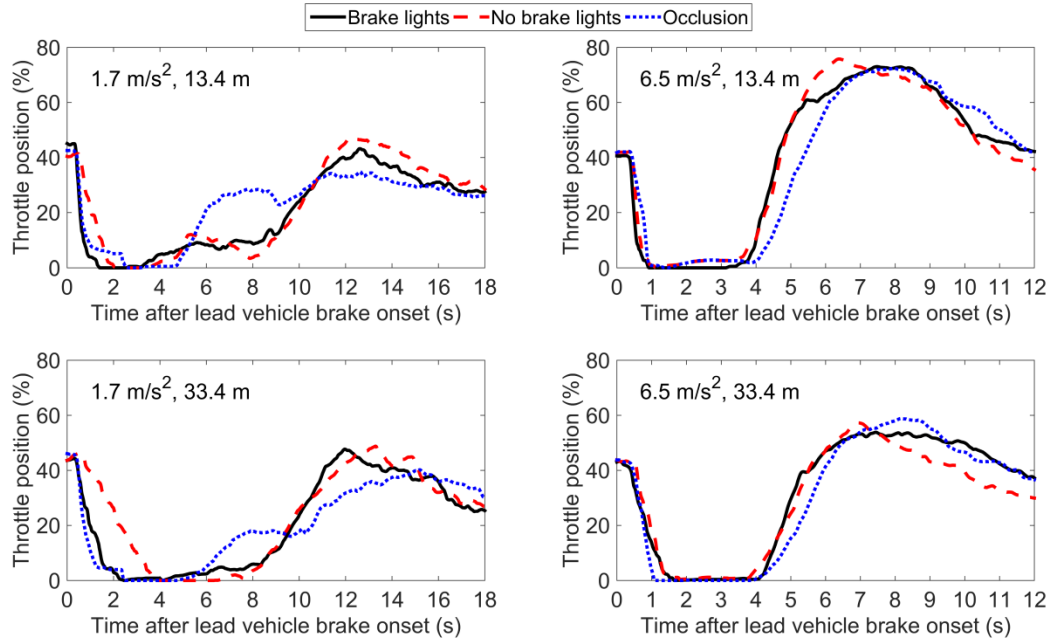 Brake lights No brake lights Occlusion
1.7 m/s², 13.4 m
Throttle position (%)
80
60
40
20
0
0 2 4 6 8 10 12 14 16 18
Time after lead vehicle brake onset (s)
6.5 m/s², 13.4 m
Throttle position (%)
80
60
40
20
0
0 1 2 3 4 5 6 7 8 9 10 11 12
Time after lead vehicle brake onset (s)
1.7 m/s², 33.4 m
Throttle position (%)
80
60
40
20
0
0 2 4 6 8 10 12 14 16 18
Time after lead vehicle brake onset (s)
6.5 m/s², 33.4 m
Throttle position (%)
80
60
40
20
0
0 1 2 3 4 5 6 7 8 9 10 11 12
Time after lead vehicle brake onset (s)